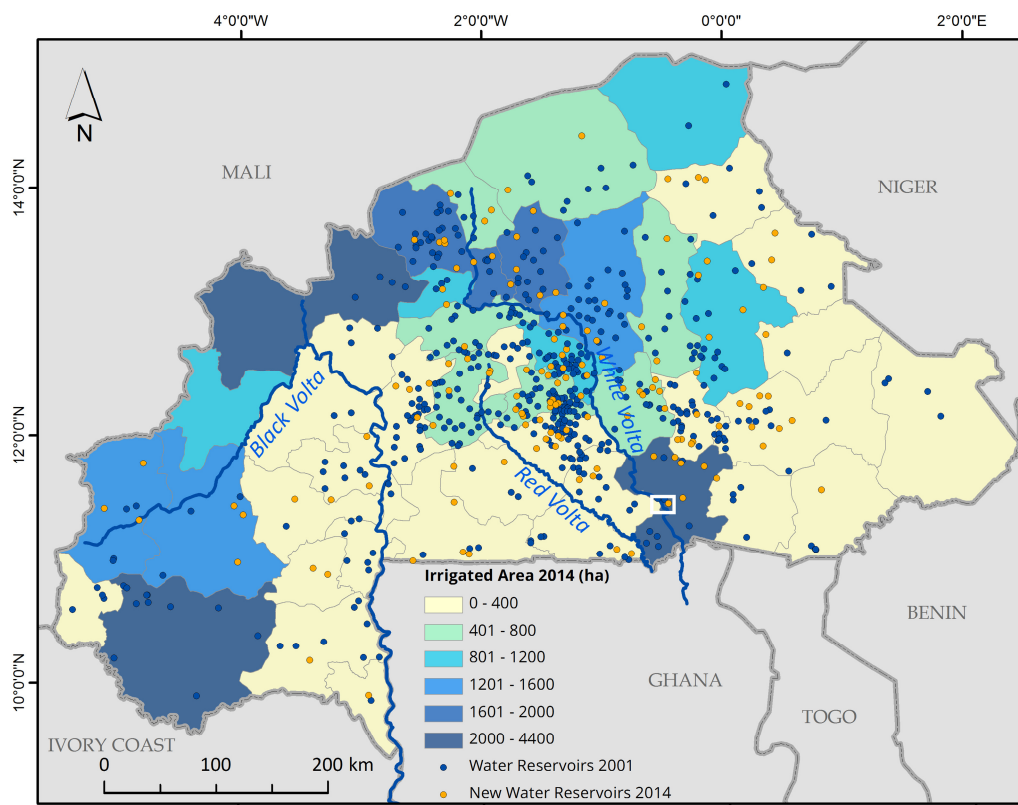 4°0'0"W 2°0'0"W 0°0'0" 2°0'0"E
N
MALI
NIGER
14°0'0"N
12°0'0"N
10°0'0"N
Black Volta
White Volta
Red Volta
Irrigated Area 2014 (ha)
0 - 400
401 - 800
801 - 1200
1201 - 1600
1601 - 2000
2000 - 4400
Water Reservoirs 2001
New Water Reservoirs 2014
BENIN
GHANA
TOGO
IVORY COAST
0 100 200 km